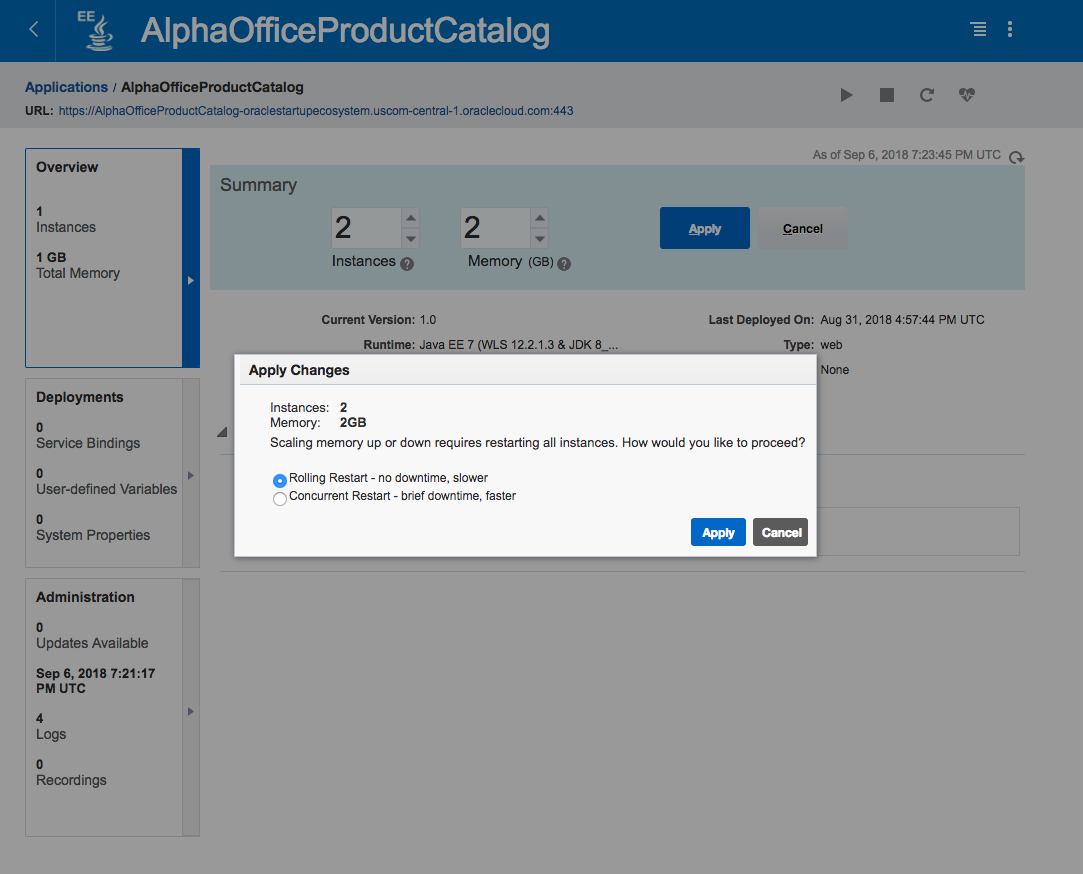 EE
AlphaOfficeProductCatalog
Applications / AlphaOfficeProductCatalog
URL: https://AlphaOfficeProductCatalog-oraclestartupecosystem.uscom-central-1.oraclecloud.com:443
As of Sep 6, 2018 7:23:45 PM UTC
Overview
1
Instances
1 GB
Total Memory
Summary
2 2 Apply Cancel
Instances ? Memory (GB) ?
Current Version: 1.0 Last Deployed On: Aug 31, 2018 4:57:44 PM UTC
Runtime: Java EE 7 (WLS 12.2.1.3 & JDK 8_... Type: web
None
Apply Changes
Instances: 2
Memory: 2GB
Scaling memory up or down requires restarting all instances. How would you like to proceed?
Rolling Restart - no downtime, slower
Concurrent Restart - brief downtime, faster
Apply Cancel
Deployments
0
Service Bindings
0
User-defined Variables
0
System Properties
Administration
0
Updates Available
Sep 6, 2018 7:21:17
PM UTC
4
Logs
0
Recordings